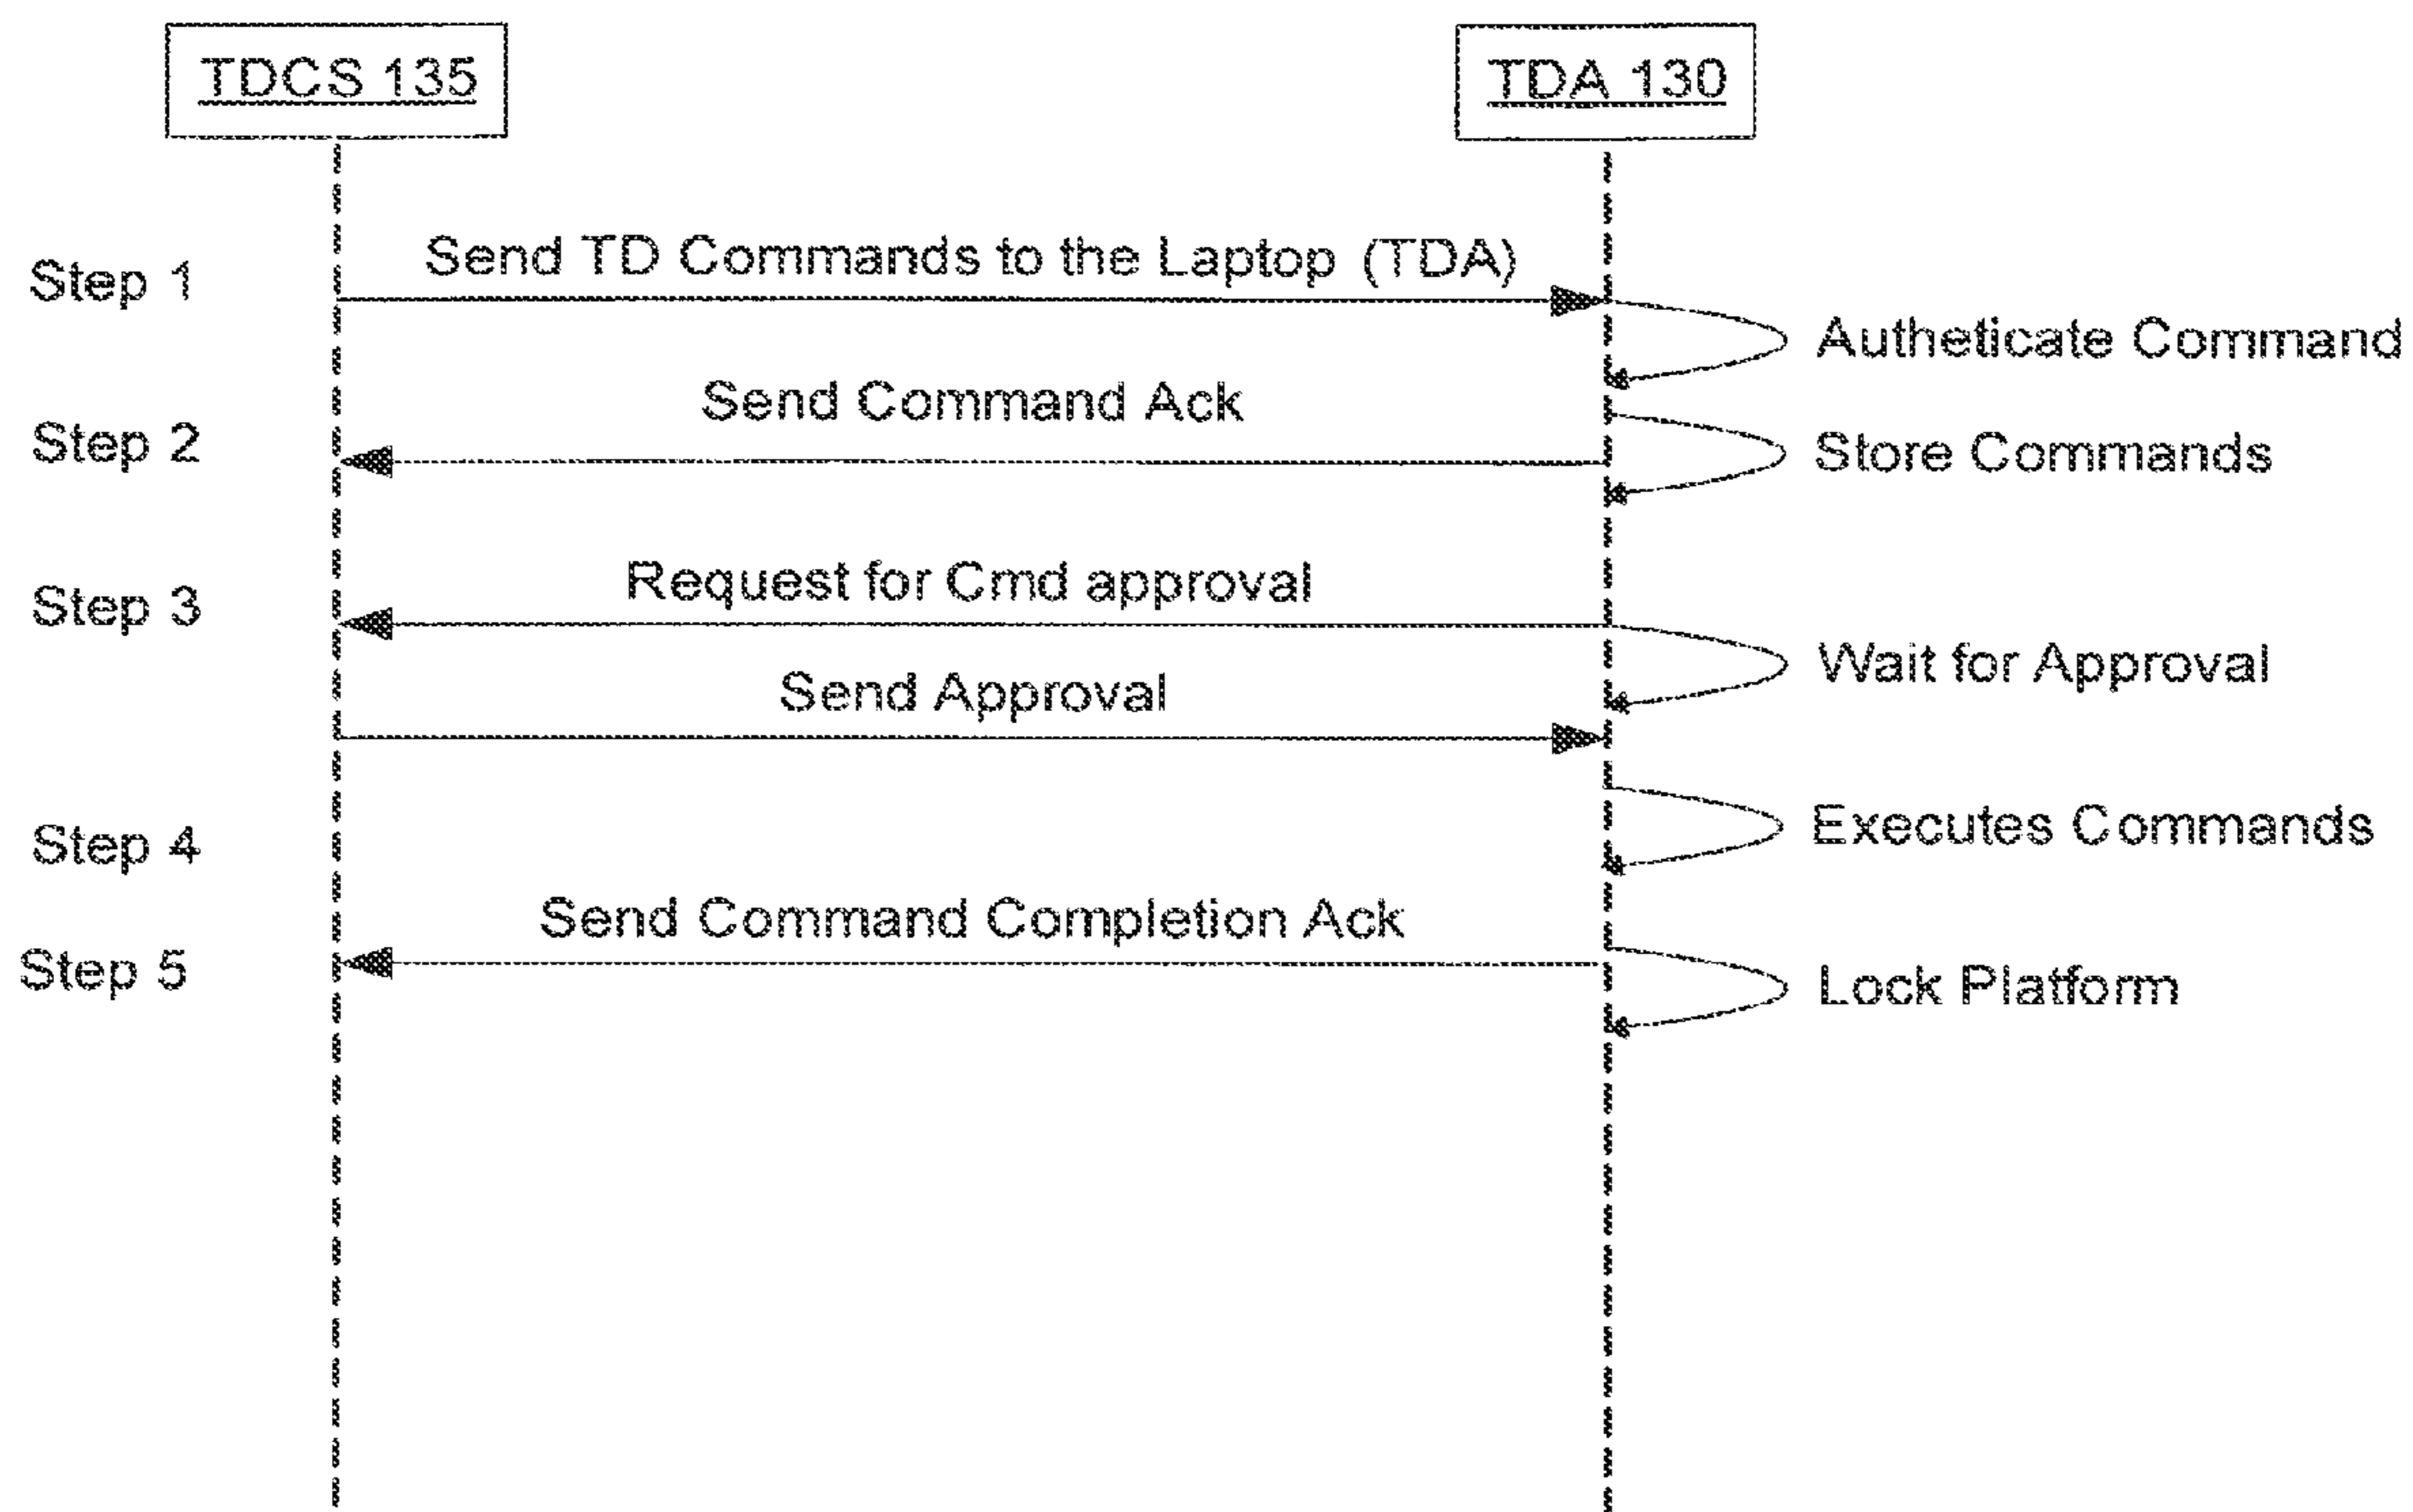 TDCS 135
TDA 130
Step 1
Send TD Commands to the Laptop (TDA)
Autheticate Command
Send Command Ack
Step 2
Store Commands
Request for Cmd approval
Step 3
Wait for Approval
Send Approval
Executes Commands
Step 4
Send Command Completion Ack
Step 5
Lock Platform